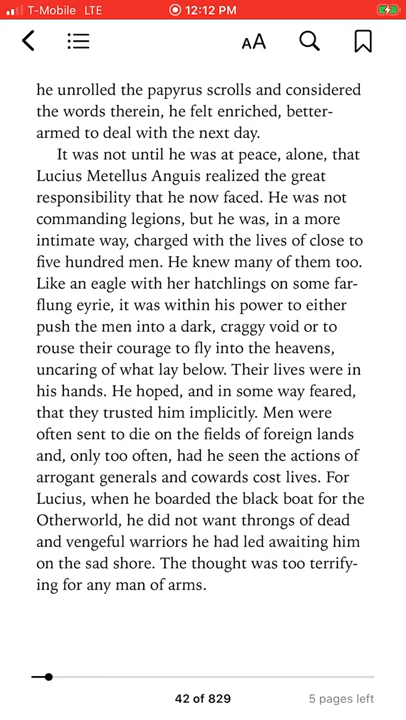 T-Mobile LTE 12:12 PM
AA
he unrolled the papyrus scrolls and considered
the words therein, he felt enriched, better-
armed to deal with the next day.
It was not until he was at peace, alone, that
Lucius Metellus Anguis realized the great
responsibility that he now faced. He was not
commanding legions, but he was, in a more
intimate way, charged with the lives of close to
five hundred men. He knew many of them too.
Like an eagle with her hatchlings on some far-
flung eyrie, it was within his power to either
push the men into a dark, craggy void or to
rouse their courage to fly into the heavens,
uncaring of what lay below. Their lives were in
his hands. He hoped, and in some way feared,
that they trusted him implicitly. Men were
often sent to die on the fields of foreign lands
and, only too often, had he seen the actions of
arrogant generals and cowards cost lives. For
Lucius, when he boarded the black boat for the
Otherworld, he did not want throngs of dead
and vengeful warriors he had led awaiting him
on the sad shore. The thought was too terrify-
ing for any man of arms.
42 of 829 5 pages left